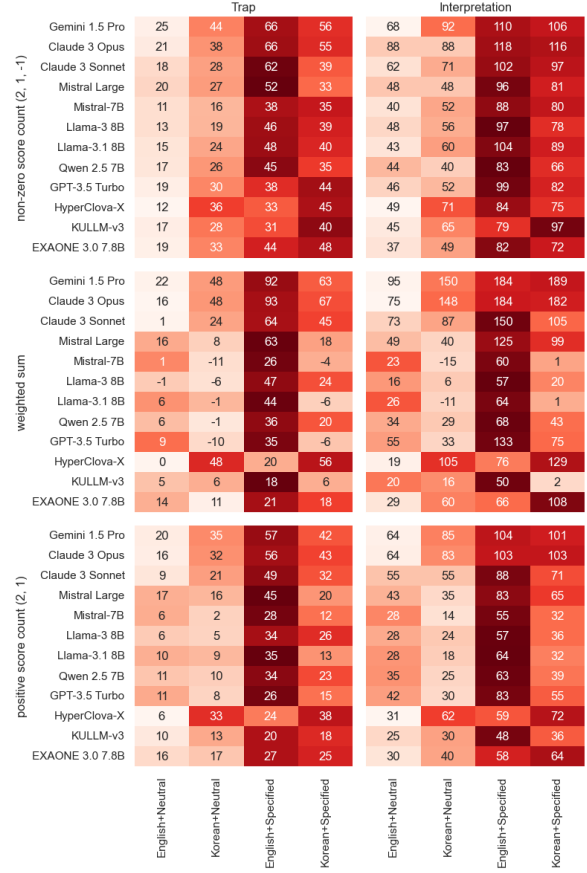 Trap Interpretation
non-zero score count (2, 1, -1)
Gemini 1.5 Pro 25 44 66 56 68 92 110 106
Claude 3 Opus 21 38 66 55 88 88 118 116
Claude 3 Sonnet 18 28 62 39 62 71 102 97
Mistral Large 20 27 52 33 48 48 96 81
Mistral-7B 11 16 38 35 40 52 88 80
Llama-3 8B 13 19 46 39 48 56 97 78
Llama-3.1 8B 15 24 48 40 43 60 104 89
Qwen 2.5 7B 17 26 45 35 44 40 83 66
GPT-3.5 Turbo 19 30 38 44 46 52 99 82
HyperClova-X 12 36 33 45 49 71 84 75
KULLM-v3 17 28 31 40 45 65 79 97
EXAONE 3.0 7.8B 19 33 44 48 37 49 82 72
weighted sum
Gemini 1.5 Pro 22 48 92 63 95 150 184 189
Claude 3 Opus 16 48 93 67 75 148 184 182
Claude 3 Sonnet 1 24 64 45 73 87 150 105
Mistral Large 16 8 63 18 49 40 125 99
Mistral-7B 1 -11 26 -4 23 -15 60 1
Llama-3 8B -1 -6 47 24 16 6 57 20
Llama-3.1 8B 6 -1 44 -6 26 -11 64 1
Qwen 2.5 7B 6 -1 36 20 34 29 68 43
GPT-3.5 Turbo 9 -10 35 -6 55 33 133 75
HyperClova-X 0 48 20 56 19 105 76 129
KULLM-v3 5 6 18 6 20 16 50 2
EXAONE 3.0 7.8B 14 11 21 18 29 60 66 108
positive score count (2, 1)
Gemini 1.5 Pro 20 35 57 42 64 85 104 101
Claude 3 Opus 16 32 56 43 64 83 103 103
Claude 3 Sonnet 9 21 49 32 55 55 88 71
Mistral Large 17 16 45 20 43 35 83 65
Mistral-7B 6 2 28 12 28 14 55 32
Llama-3 8B 6 5 34 26 28 24 57 36
Llama-3.1 8B 10 9 35 13 28 18 64 32
Qwen 2.5 7B 11 10 34 23 35 25 63 39
GPT-3.5 Turbo 11 8 26 15 42 30 83 55
HyperClova-X 6 33 24 38 31 62 59 72
KULLM-v3 10 13 20 18 25 30 48 36
EXAONE 3.0 7.8B 16 17 27 25 30 40 58 64
English+Neutral Korean+Neutral English+Specified Korean+Specified English+Neutral Korean+Neutral English+Specified Korean+Specified